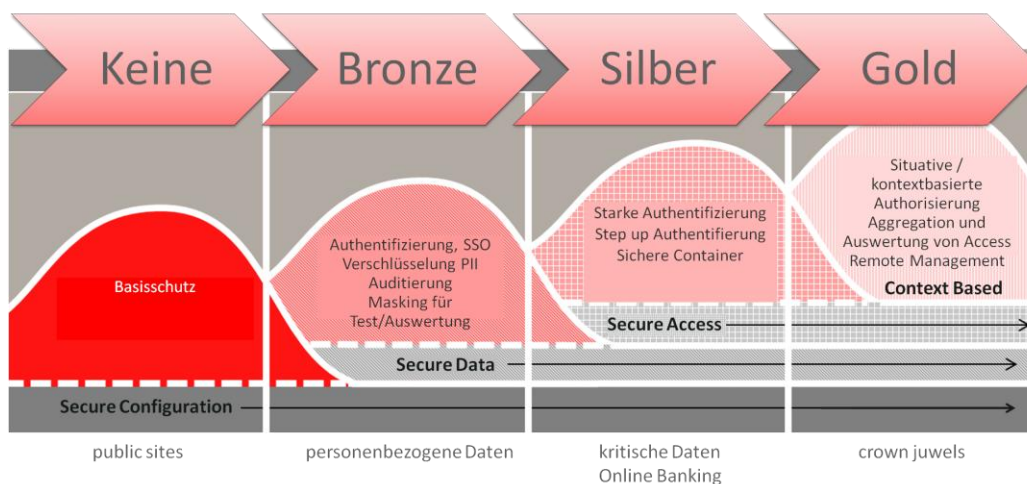 Keine
Bronze
Silber
Gold
Basisschutz
Authentifizierung, SSO
Verschlüsselung PII
Auditierung
Masking für
Test/Auswertung
Starke Authentifizierung
Step up Authentifierung
Sichere Container
Situative /
kontextbasierte
Authorisierung
Aggregation und
Auswertung von Access
Remote Management
Context Based
Secure Access
Secure Data
Secure Configuration
public sites
personenbezogene Daten
kritische Daten
Online Banking
crown juwels